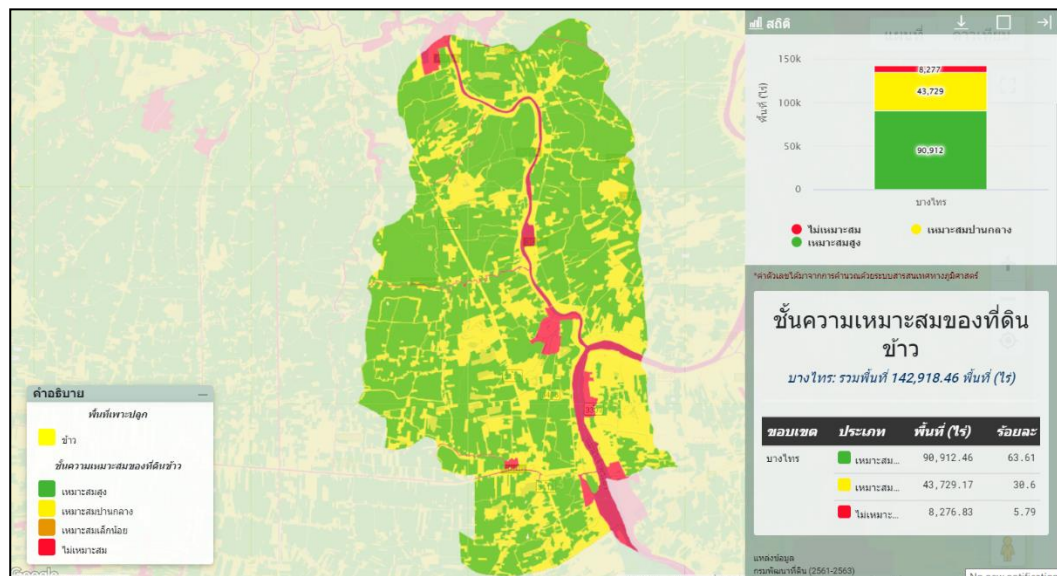 สถิติ
แผนที่
150k
100k
50k
0
พื้นที่ (ไร่)
8,277
43,729
90,912
บางไทร
ไม่เหมาะสม
เหมาะสมปานกลาง
เหมาะสมสูง
*ค่าตัวเลขได้มาจากการคำนวณด้วยระบบสารสนเทศทางภูมิศาสตร์
ชั้นความเหมาะสมของที่ดิน
ข้าว
บางไทร: รวมพื้นที่ 142,918.46 พื้นที่ (ไร่)
ขอบเขต ประเภท พื้นที่ (ไร่) ร้อยละ
บางไทร เหมาะสม... 90,912.46 63.61
เหมาะสม... 43,729.17 30.6
ไม่เหมาะ... 8,276.83 5.79
แหล่งข้อมูล
กรมพัฒนาที่ดิน (2561-2563)
คำอธิบาย
พื้นที่เพาะปลูก
ข้าว
ชั้นความเหมาะสมของที่ดินข้าว
เหมาะสมสูง
เหมาะสมปานกลาง
เหมาะสมเล็กน้อย
ไม่เหมาะสม
Google